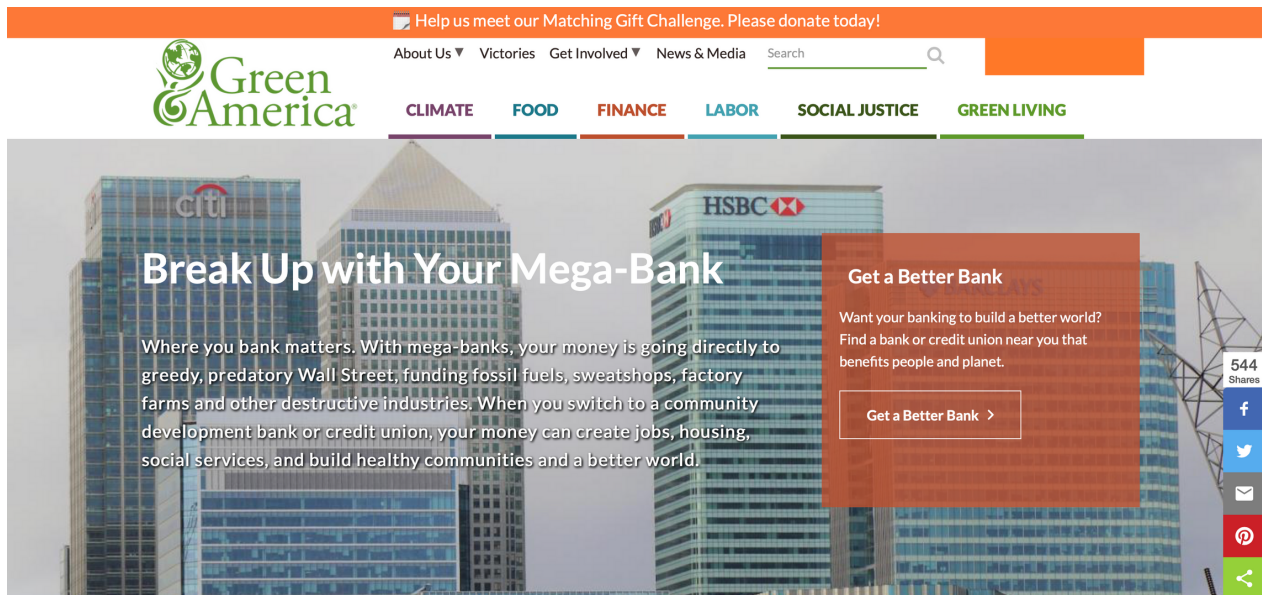 Help us meet our Matching Gift Challenge. Please donate today!
About Us
Victories
Get Involved
News & Media
Search
Green
America®
CLIMATE
FOOD
FINANCE
LABOR
SOCIAL JUSTICE
GREEN LIVING
citi
HSBC
HSBC
BARCLAYS
Break Up with Your Mega-Bank
Where you bank matters. With mega-banks, your money is going directly to
greedy, predatory Wall Street, funding fossil fuels, sweatshops, factory
farms and other destructive industries. When you switch to a community
development bank or credit union, your money can create jobs, housing,
social services, and build healthy communities and a better world.
Get a Better Bank
Want your banking to build a better world?
Find a bank or credit union near you that
benefits people and planet.
Get a Better Bank
544
Shares